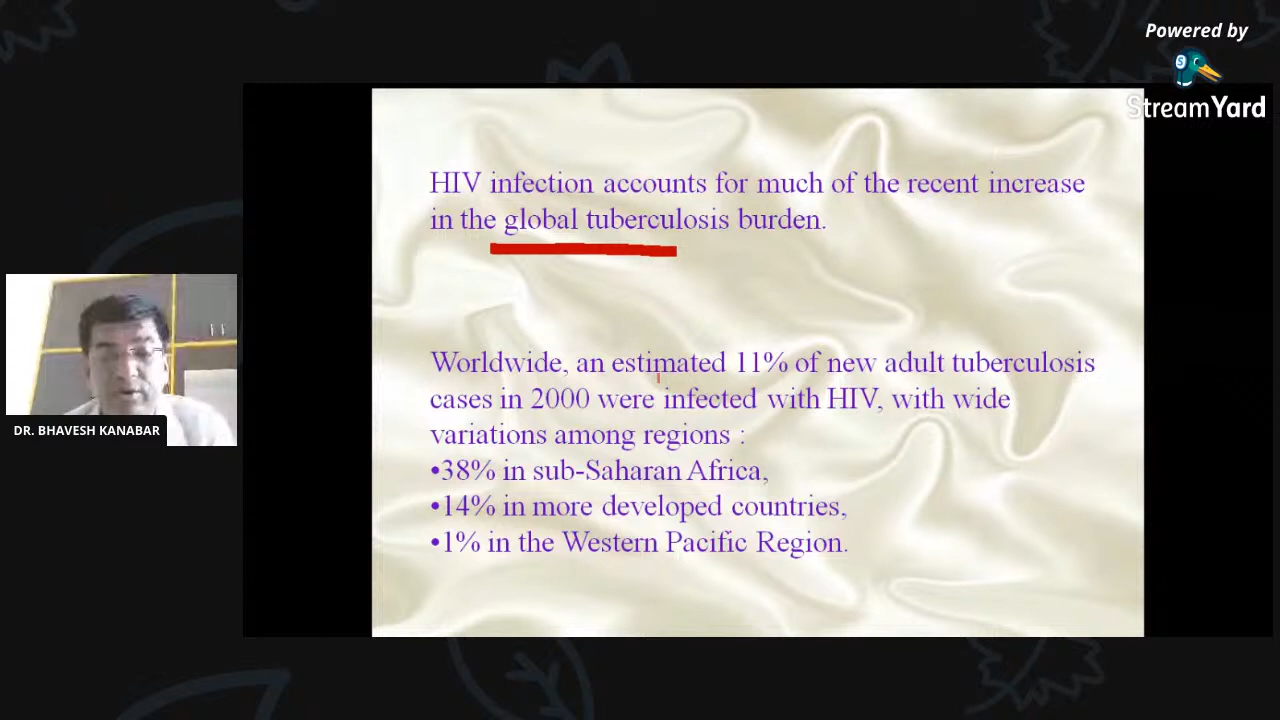 Powered by
StreamYard
HIV infection accounts for much of the recent increase
in the global tuberculosis burden.
Worldwide, an estimated 11% of new adult tuberculosis
cases in 2000 were infected with HIV, with wide
variations among regions :
•38% in sub-Saharan Africa,
•14% in more developed countries,
•1% in the Western Pacific Region.
DR. BHAVESH KANABAR